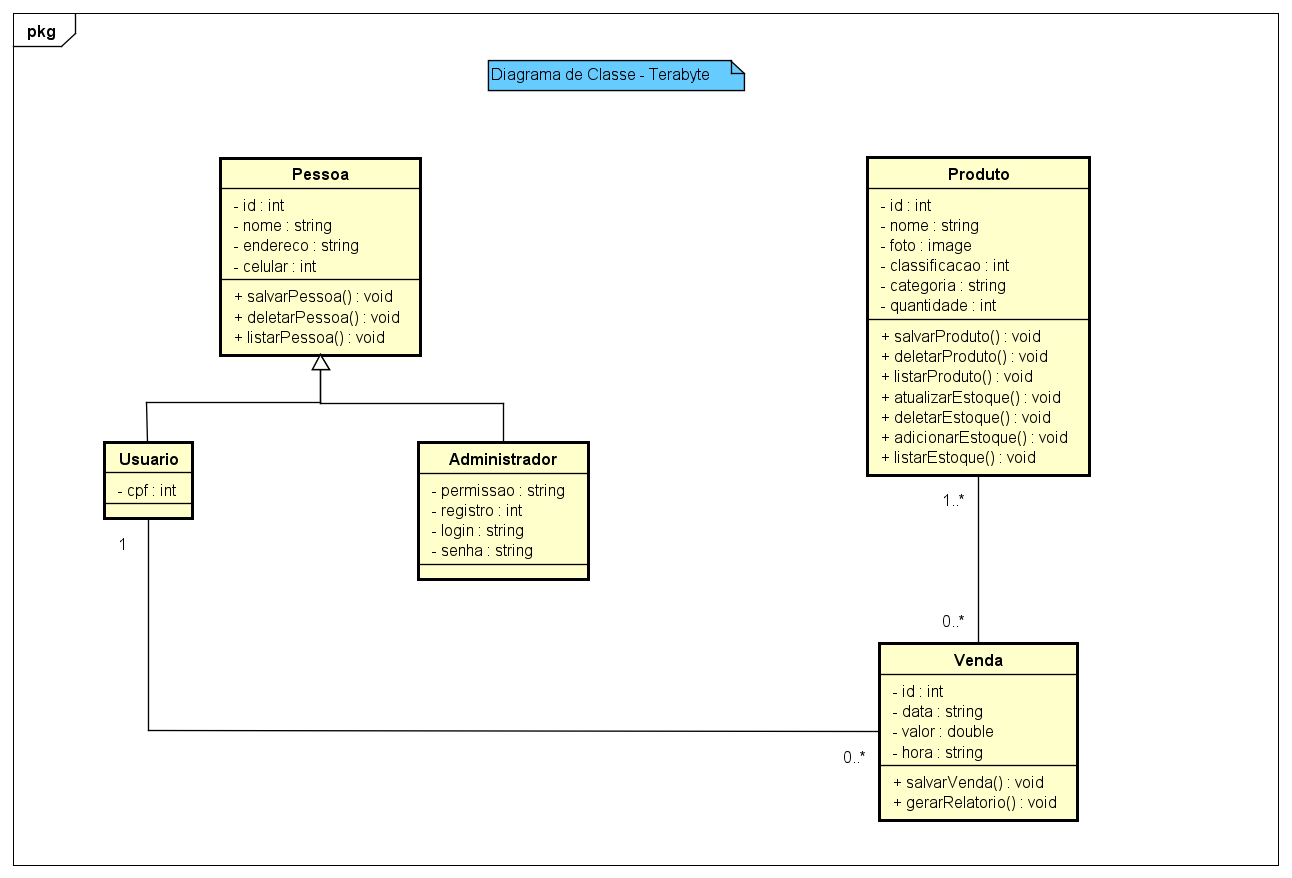 pkg
Diagrama de Classe - Terabyte
Pessoa
- id : int
- nome : string
- endereco : string
- celular : int
+ salvarPessoa() : void
+ deletarPessoa() : void
+ listarPessoa() : void
Produto
- id : int
- nome : string
- foto : image
- classificacao : int
- categoria : string
- quantidade : int
+ salvarProduto() : void
+ deletarProduto() : void
+ listarProduto() : void
+ atualizarEstoque() : void
+ deletarEstoque() : void
+ adicionarEstoque() : void
+ listarEstoque() : void
Usuario
- cpf : int
Administrador
- permissao : string
- registro : int
- login : string
- senha : string
1
1..*
0..*
Venda
- id : int
- data : string
- valor : double
- hora : string
+ salvarVenda() : void
+ gerarRelatorio() : void
0..*